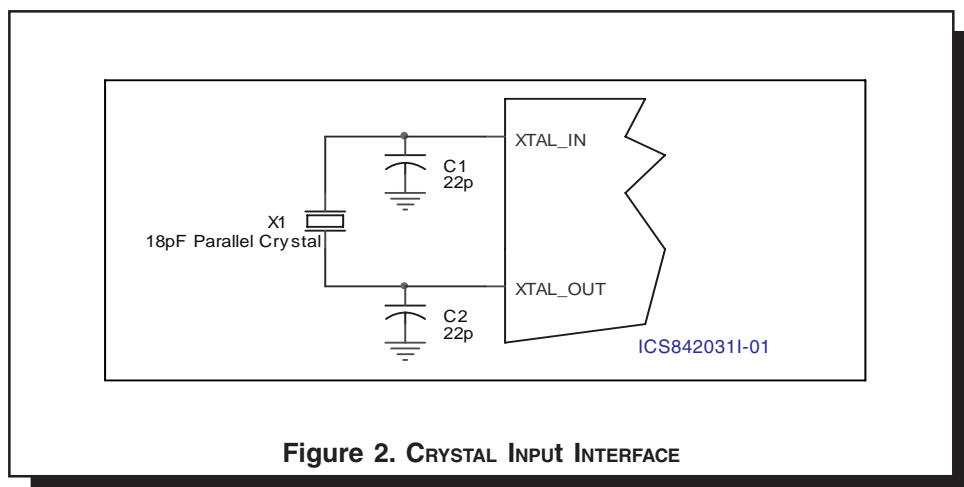 XTAL_IN
C1
22p
X1
18pF Parallel Crystal
XTAL_OUT
C2
22p
ICS842031I-01
Figure 2. CRYSTAL INPUt INTERFACE